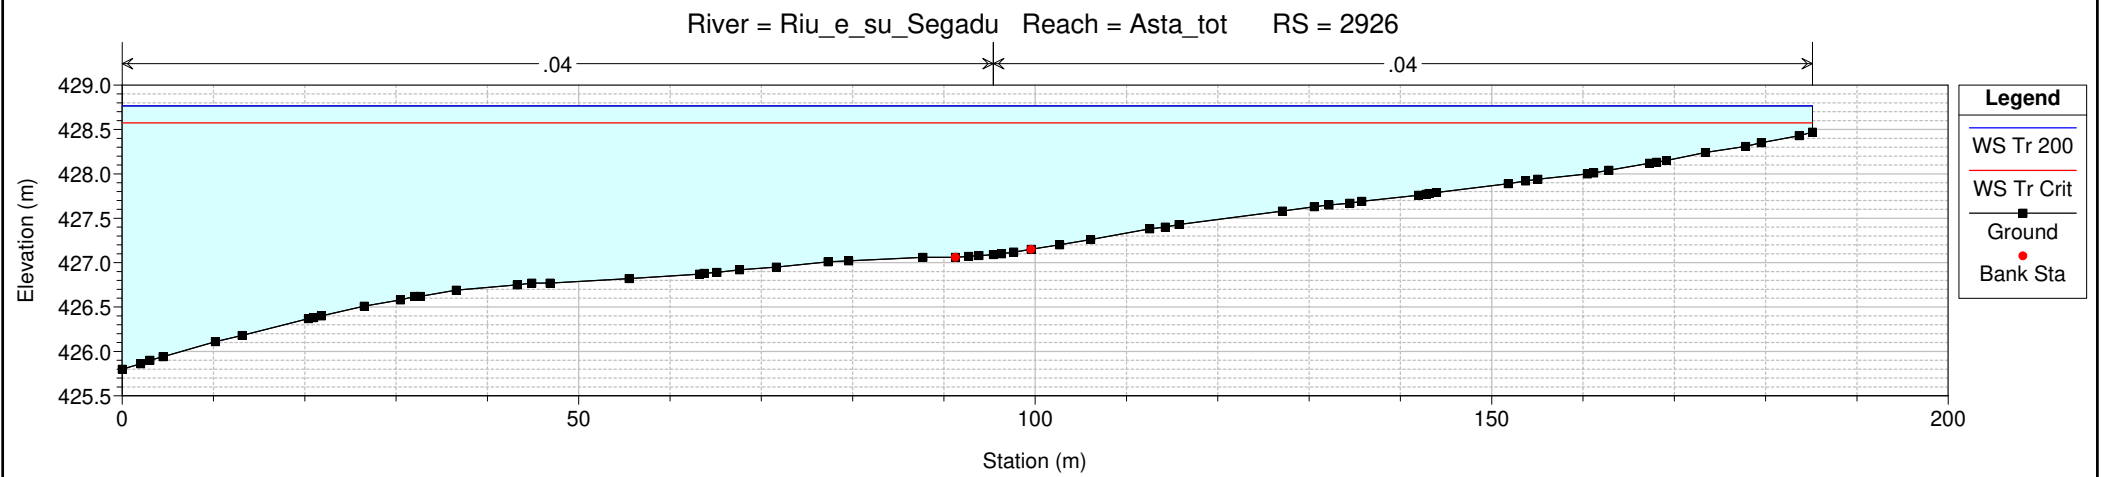 River = Riu_e_su_Segadu   Reach = Asta_tot      RS = 2926
.04
.04
429.0
428.5
428.0
427.5
427.0
426.5
426.0
425.5
Elevation (m)
0
50
100
150
200
Station (m)
Legend
WS Tr 200
WS Tr Crit
Ground
Bank Sta